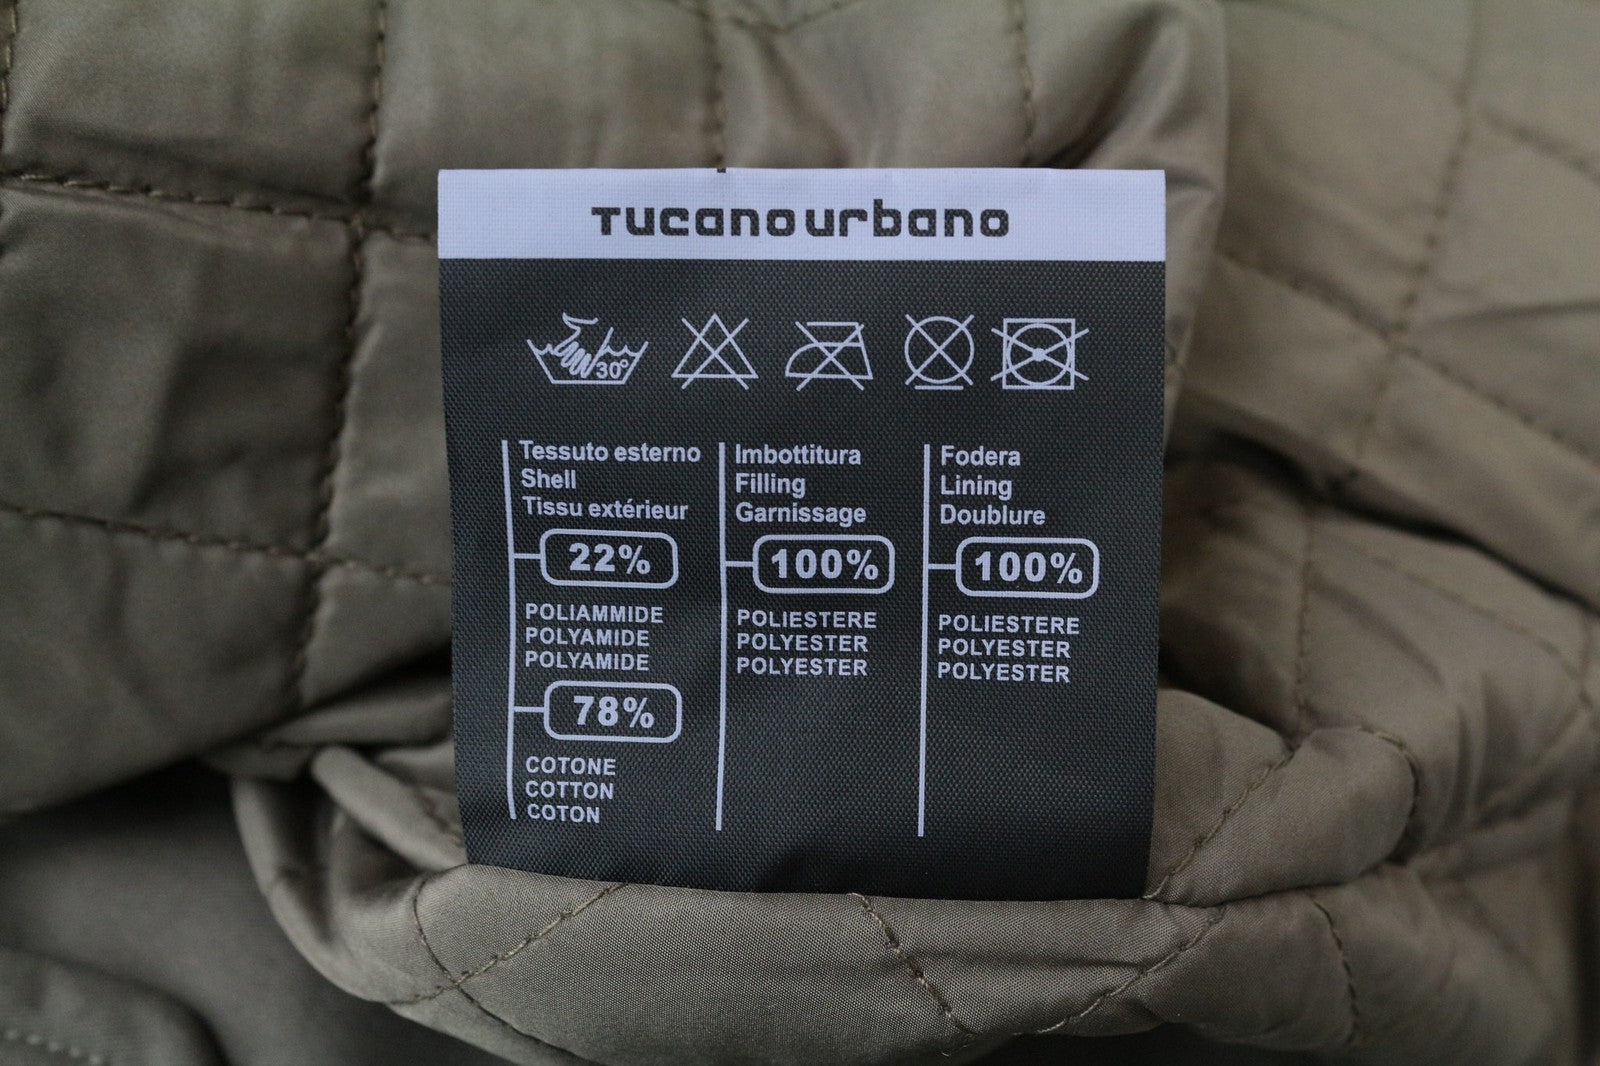 Tucanourbano
30°
Tessuto esterno
Shell
Tissu extérieur
22%
POLIAMMIDE
POLYAMIDE
POLYAMIDE
78%
COTONE
COTTON
COTON
Imbottitura
Filling
Garnissage
100%
POLIESTERE
POLYESTER
POLYESTER
Fodera
Lining
Doublure
100%
POLIESTERE
POLYESTER
POLYESTER